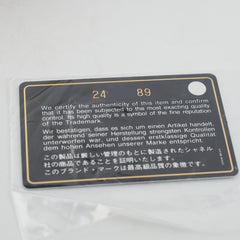 24 89
We certify the authenticity of this item and confirm
that it has been subjected to the most exacting quality
control. Its high quality is a symbol of the fine reputation
of the Trademark.
Wir bestätigen, dass es sich um einen Artikel handelt,
der während seiner Herstellung strengsten Kontrollen
unterworfen war, und dessen erstklassige Qualität
dem hohen Ansehen unserer Marke entspricht.
この製品は厳しい管理のもとに製造されたシャネル
社の商品であることを証明いたします。
このブランド・マークは最高級品質の象徴であります。